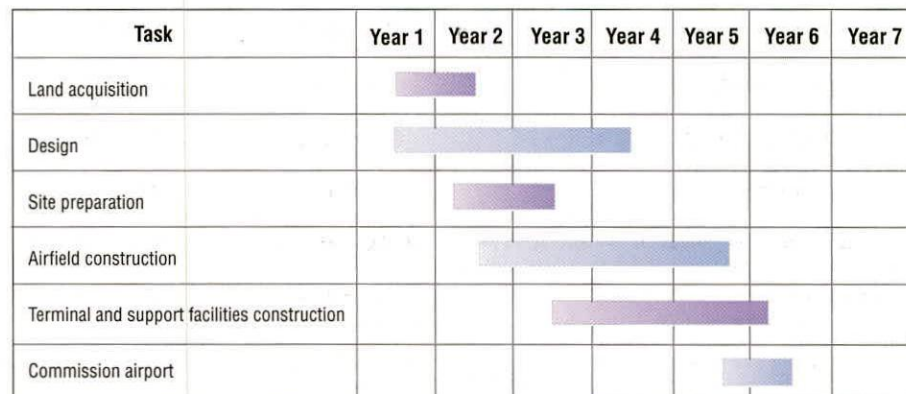 Task Year 1 Year 2 Year 3 Year 4 Year 5 Year 6 Year 7
Land acquisition
Design
Site preparation
Airfield construction
Terminal and support facilities construction
Commission airport